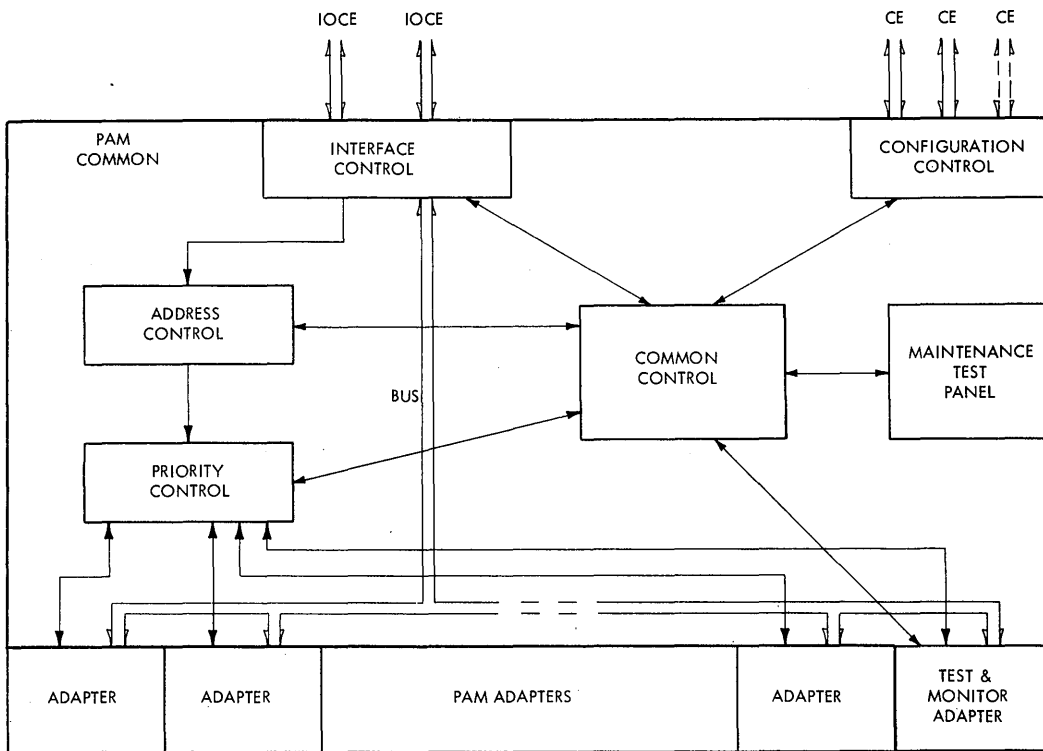 IOCE IOCE CE CE CE
PAM
COMMON
INTERFACE
CONTROL
CONFIGURATION
CONTROL
ADDRESS
CONTROL
COMMON
CONTROL
MAINTENANCE
TEST
PANEL
BUS
PRIORITY
CONTROL
ADAPTER
ADAPTER
PAM ADAPTERS
ADAPTER
TEST &
MONITOR
ADAPTER